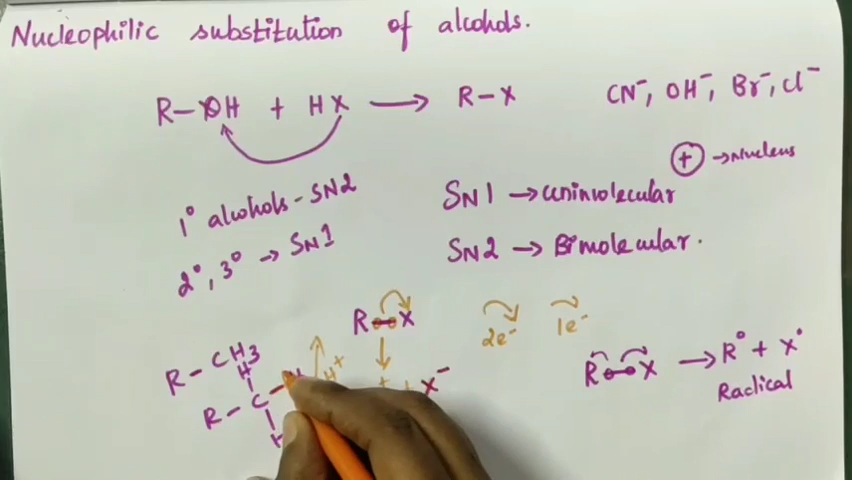 Nucleophilic substitution of alcohols.
R-OH + HX → R-X
CN⁻, OH⁻, Br⁻, Cl⁻
+ → Nucleus
1° alcohols - SN2
2°, 3° → SN1
SN1 → Unimolecular
SN2 → Bimolecular.
R-X
+ X⁻
2e⁻ 1e⁻
R-X → R• + X•
Radical
R-CH3
H⁺
H
R-C-H
H